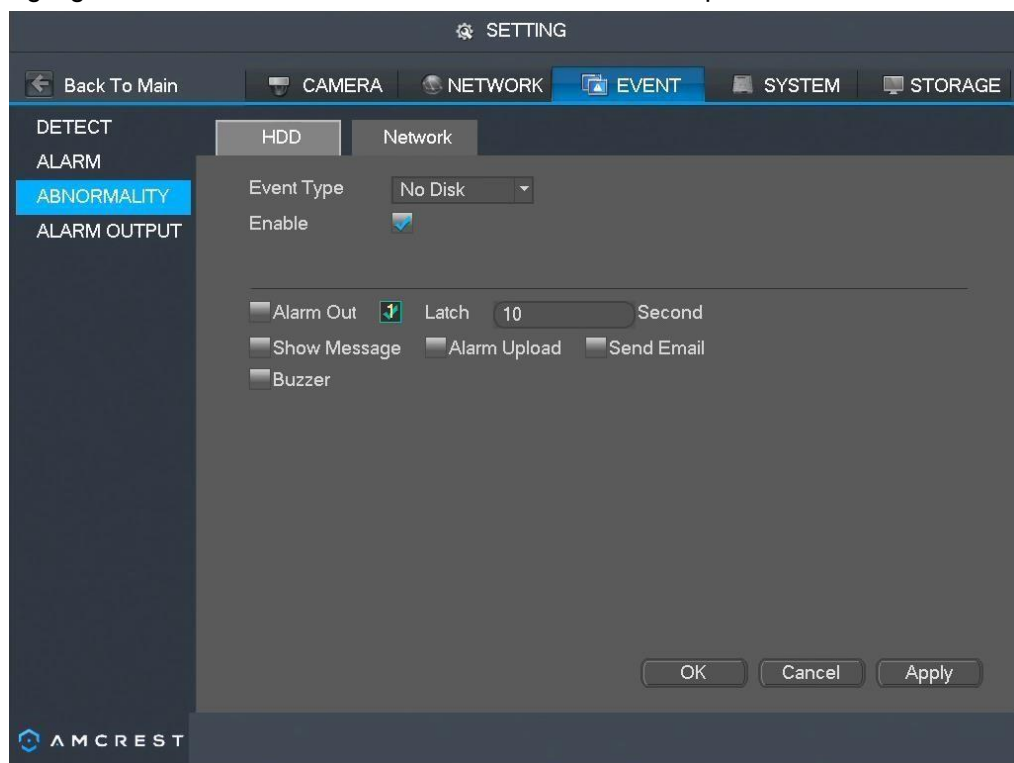 SETTING
Back To Main CAMERA NETWORK EVENT SYSTEM STORAGE
DETECT
ALARM
ABNORMALITY
ALARM OUTPUT
HDD Network
Event Type No Disk
Enable
Alarm Out 1 Latch 10 Second
Show Message Alarm Upload Send Email
Buzzer
OK Cancel Apply
AMCREST